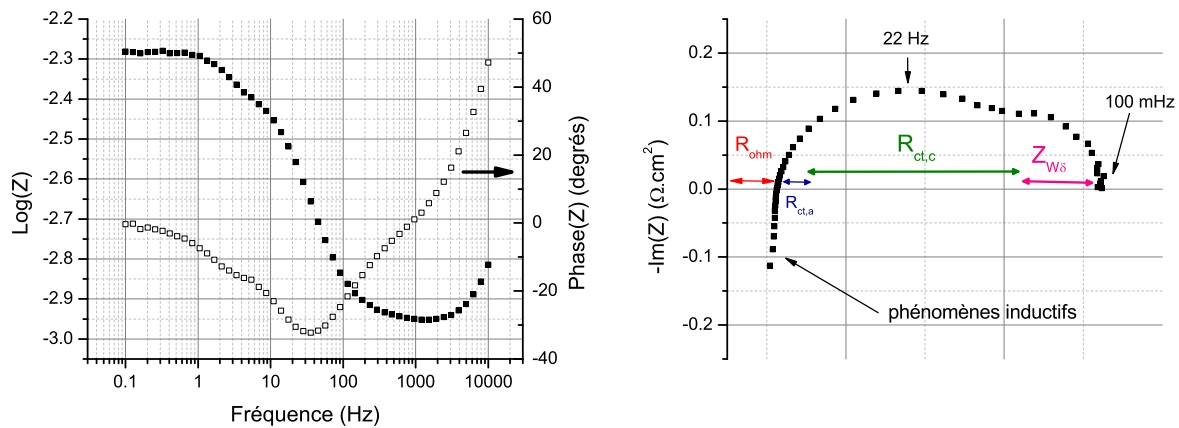 -2.2
-2.3
-2.4
-2.5
-2.6
-2.7
-2.8
-2.9
-3.0
Log(Z)
0.1
1
10
100
1000
10000
Fréquence (Hz)
60
40
20
0
-20
-40
Phase(Z) (degrés)
0.2
0.1
0.0
-0.1
-0.2
-Im(Z) (Ω.cm²)
22 Hz
100 mHz
Rohm
Rct,c
ZWδ
Rct,a
phénomènes inductifs